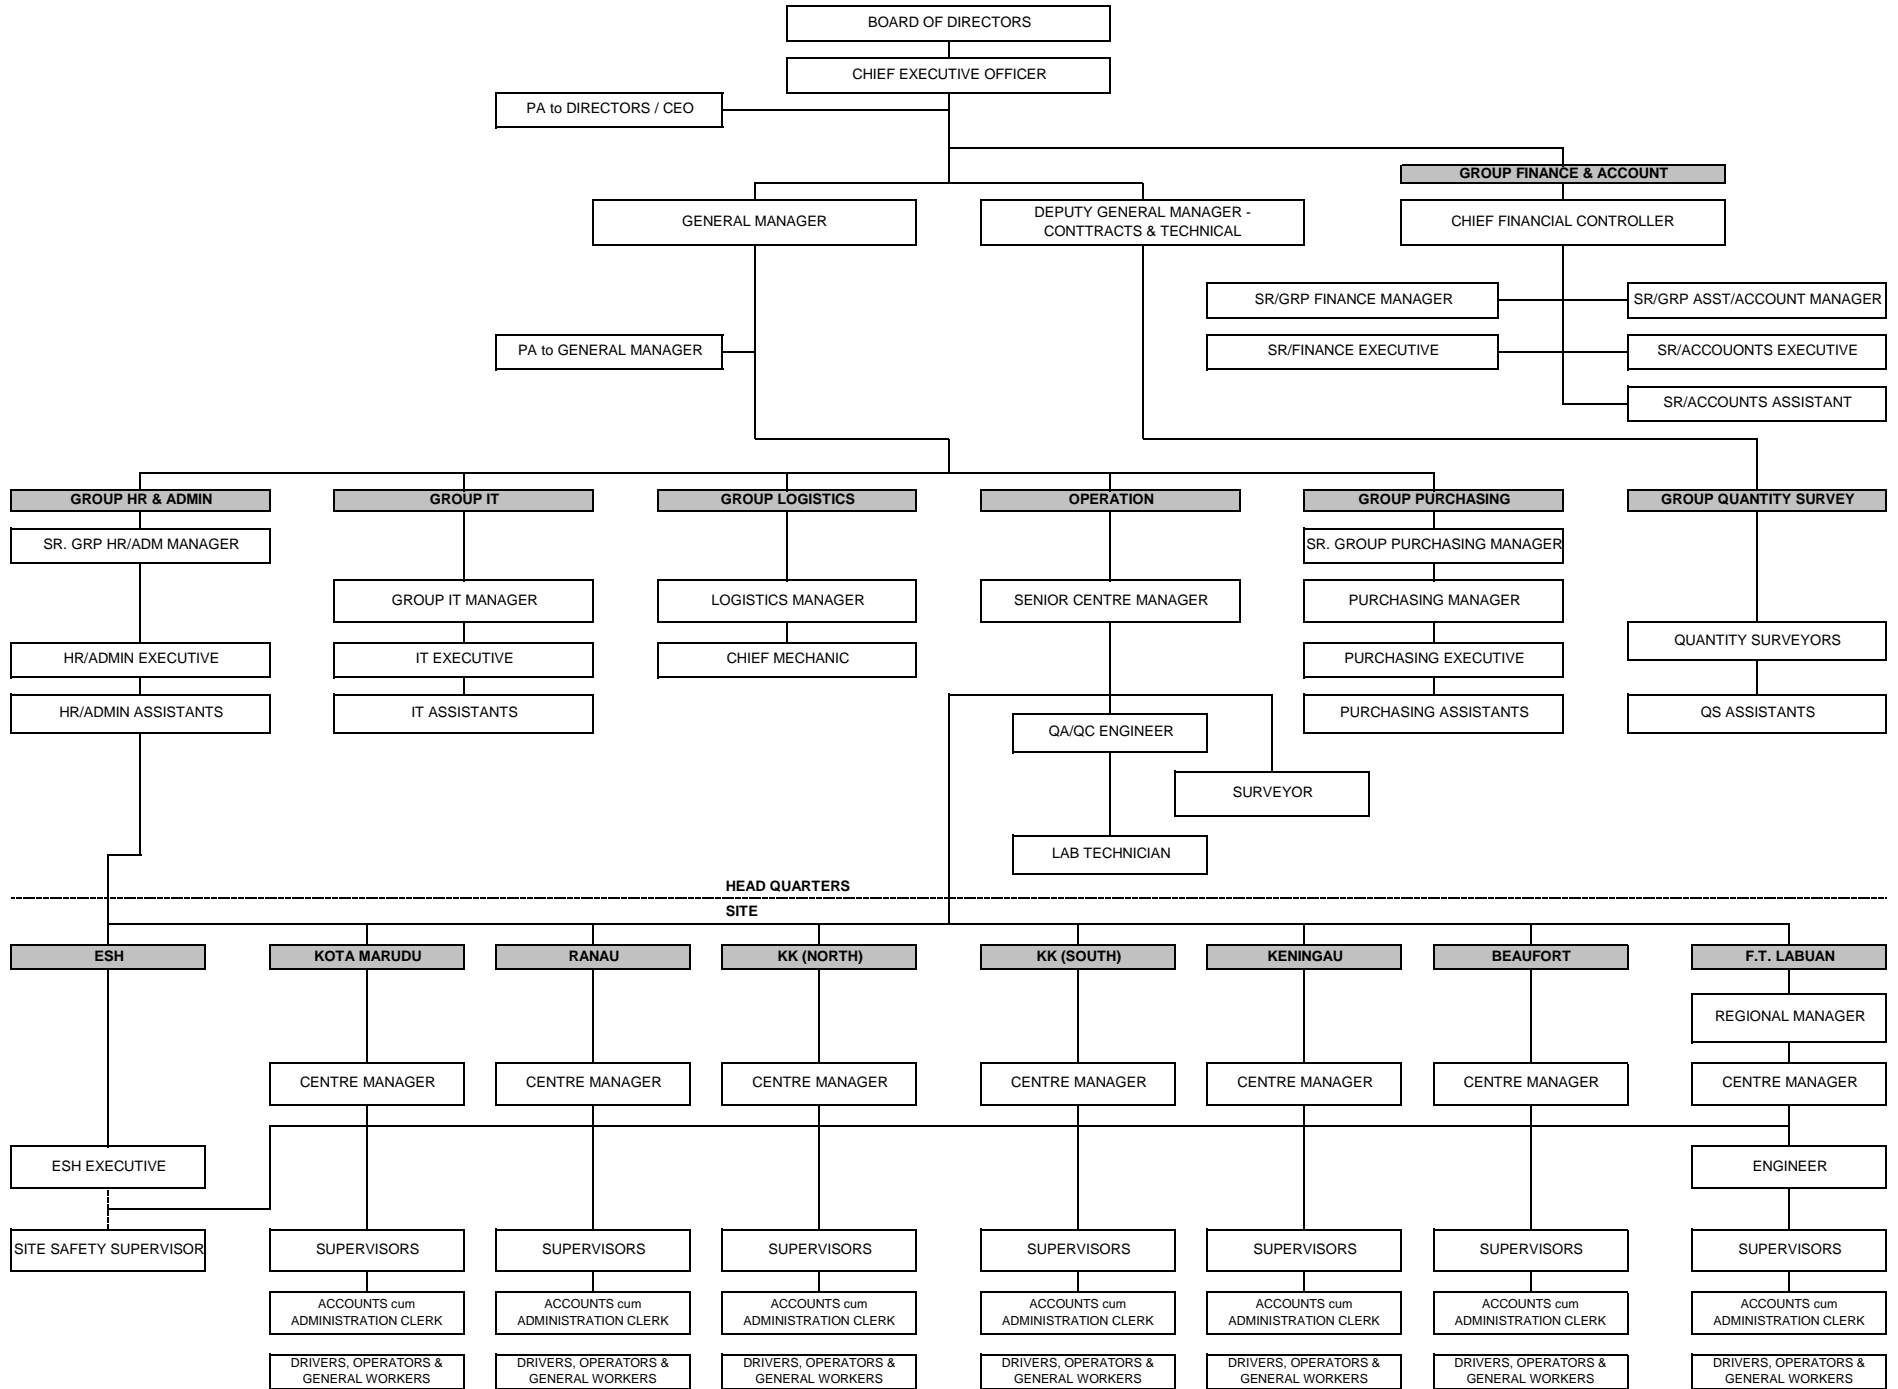 BOARD OF DIRECTORS
CHIEF EXECUTIVE OFFICER
PA to DIRECTORS / CEO
GROUP FINANCE & ACCOUNT
GENERAL MANAGER
DEPUTY GENERAL MANAGER -
CONTTRACTS & TECHNICAL
CHIEF FINANCIAL CONTROLLER
SR/GRP FINANCE MANAGER
SR/GRP ASST/ACCOUNT MANAGER
PA to GENERAL MANAGER
SR/FINANCE EXECUTIVE
SR/ACCOUONTS EXECUTIVE
SR/ACCOUNTS ASSISTANT
GROUP HR & ADMIN
GROUP IT
GROUP LOGISTICS
OPERATION
GROUP PURCHASING
GROUP QUANTITY SURVEY
SR. GRP HR/ADM MANAGER
SR. GROUP PURCHASING MANAGER
GROUP IT MANAGER
LOGISTICS MANAGER
SENIOR CENTRE MANAGER
PURCHASING MANAGER
QUANTITY SURVEYORS
HR/ADMIN EXECUTIVE
IT EXECUTIVE
CHIEF MECHANIC
PURCHASING EXECUTIVE
HR/ADMIN ASSISTANTS
IT ASSISTANTS
PURCHASING ASSISTANTS
QS ASSISTANTS
QA/QC ENGINEER
SURVEYOR
LAB TECHNICIAN
HEAD QUARTERS
SITE
ESH
KOTA MARUDU
RANAU
KK (NORTH)
KK (SOUTH)
KENINGAU
BEAUFORT
F.T. LABUAN
REGIONAL MANAGER
CENTRE MANAGER
CENTRE MANAGER
CENTRE MANAGER
CENTRE MANAGER
CENTRE MANAGER
CENTRE MANAGER
CENTRE MANAGER
ESH EXECUTIVE
ENGINEER
SITE SAFETY SUPERVISOR
SUPERVISORS
SUPERVISORS
SUPERVISORS
SUPERVISORS
SUPERVISORS
SUPERVISORS
SUPERVISORS
ACCOUNTS cum
ADMINISTRATION CLERK
ACCOUNTS cum
ADMINISTRATION CLERK
ACCOUNTS cum
ADMINISTRATION CLERK
ACCOUNTS cum
ADMINISTRATION CLERK
ACCOUNTS cum
ADMINISTRATION CLERK
ACCOUNTS cum
ADMINISTRATION CLERK
ACCOUNTS cum
ADMINISTRATION CLERK
DRIVERS, OPERATORS &
GENERAL WORKERS
DRIVERS, OPERATORS &
GENERAL WORKERS
DRIVERS, OPERATORS &
GENERAL WORKERS
DRIVERS, OPERATORS &
GENERAL WORKERS
DRIVERS, OPERATORS &
GENERAL WORKERS
DRIVERS, OPERATORS &
GENERAL WORKERS
DRIVERS, OPERATORS &
GENERAL WORKERS